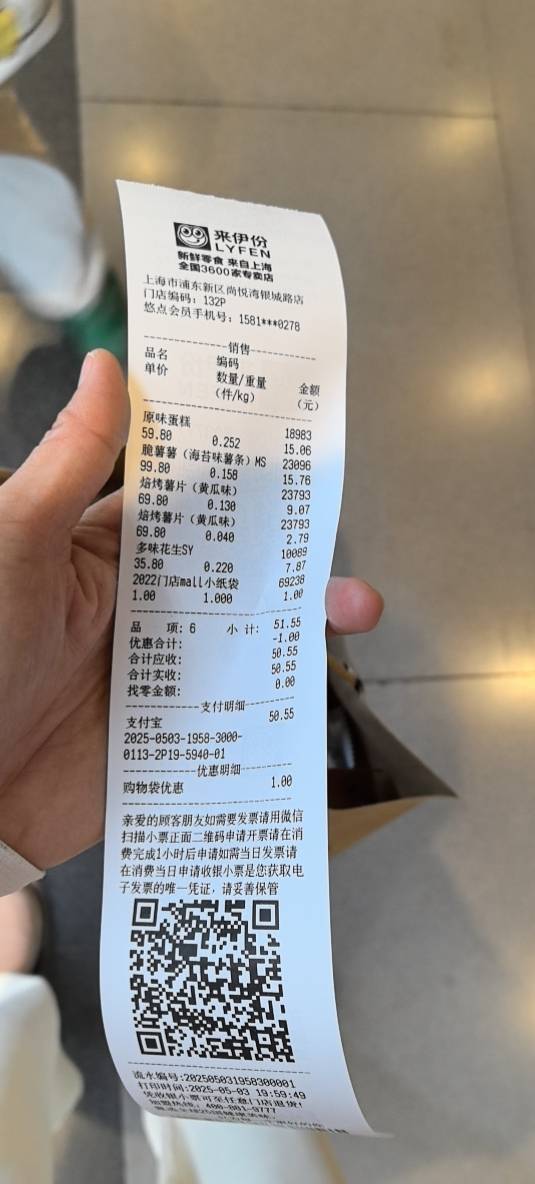 来伊份
LYFEN
新鲜零食 来自上海
全国3600家专卖店
上海市浦东新区尚悦湾银城路店
门店编码：132P
悠点会员手机号：1581***0278
销售
品名 编码
单价 数量/重量 金额
（件/kg） （元）
原味蛋糕 18983
59.80 0.252 15.06
脆薯薯（海苔味薯条）MS 23096
99.80 0.158 15.76
焙烤薯片（黄瓜味） 23793
69.80 0.130 9.07
焙烤薯片（黄瓜味） 23793
69.80 0.040 2.79
多味花生SY 10089
35.80 0.220 7.87
2022门店mall小纸袋 69238
1.00 1.000 1.00
品 项：6 小 计： 51.55
优惠合计： -1.00
合计应收： 50.55
合计实收： 50.55
找零金额： 0.00
支付明细
支付宝 50.55
2025-0503-1958-3000-
0113-2P19-5940-01
优惠明细
购物袋优惠 1.00
亲爱的顾客朋友如需要发票请用微信
扫描小票正面二维码申请开票请在消
费完成1小时后申请如需当日发票请
在消费当日申请收银小票是您获取电
子发票的唯一凭证，请妥善保管
流水编号:202505031958300001
打印时间:2025-05-03 19:59:49
凭收银小票可至任意门店退货！